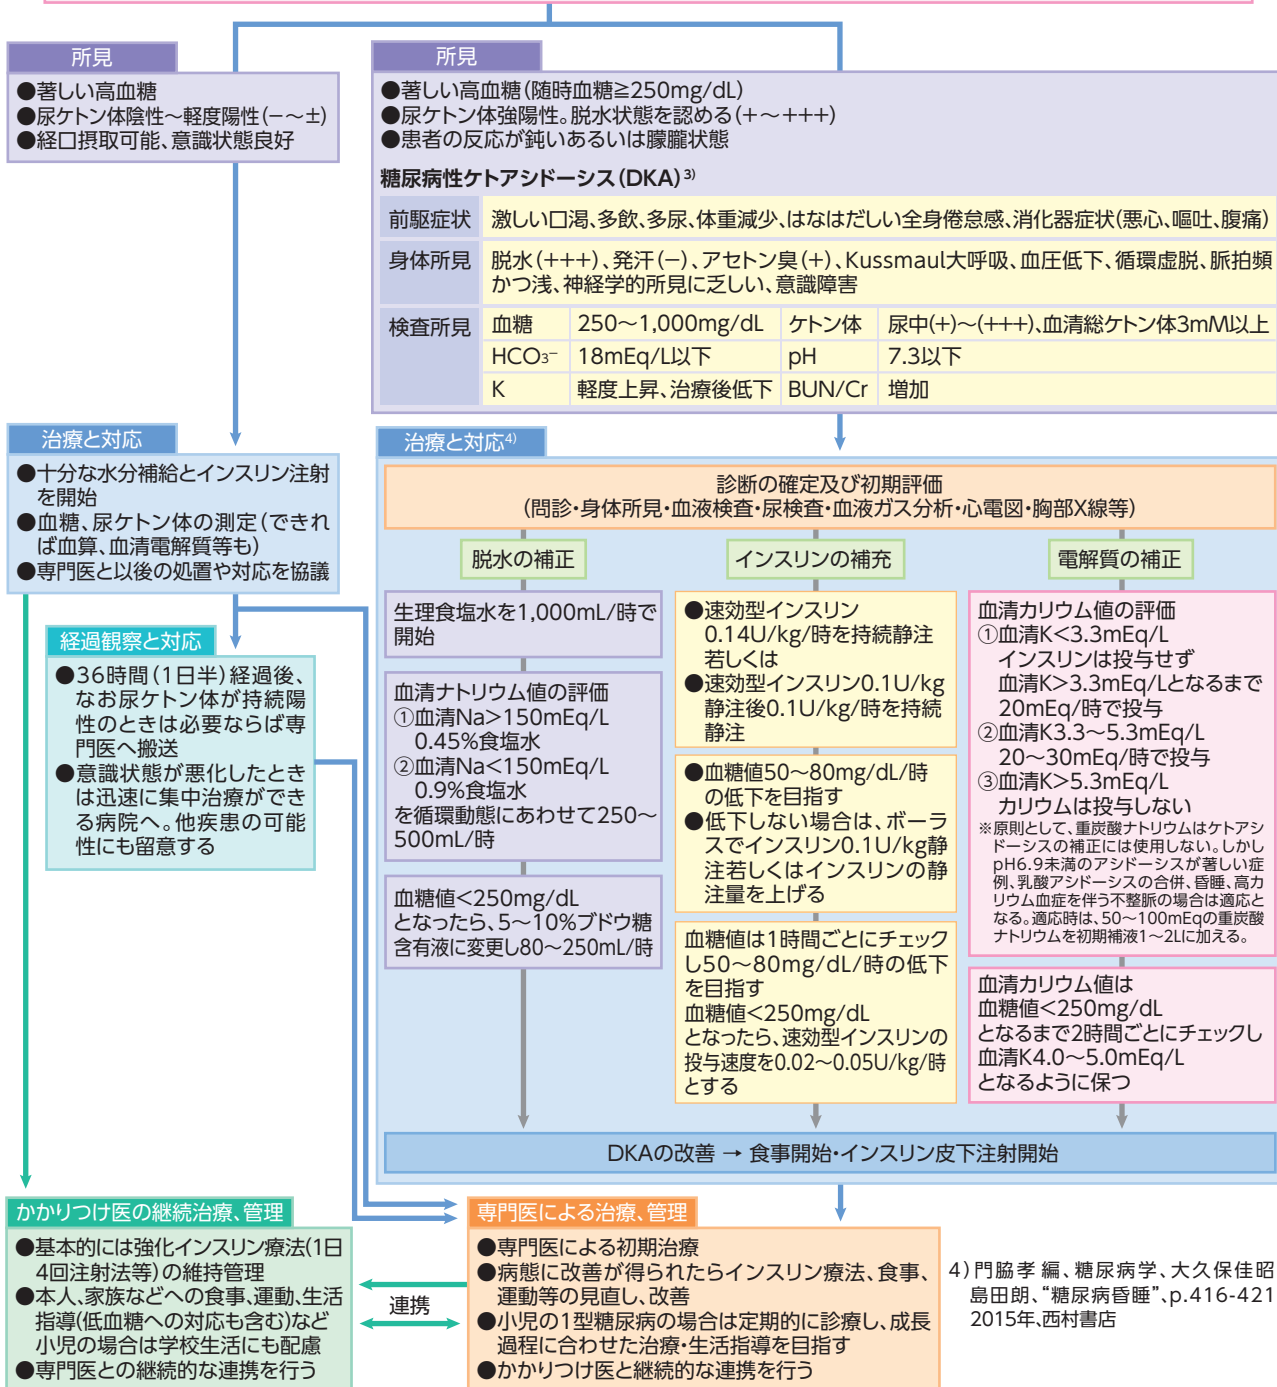 所見
●著しい高血糖
●尿ケトン体陰性～軽度陽性(－～±)
●経口摂取可能、意識状態良好
所見
●著しい高血糖(随時血糖≧250mg/dL)
●尿ケトン体強陽性。脱水状態を認める(+～+++)
●患者の反応が鈍いあるいは朦朧状態
糖尿病性ケトアシドーシス(DKA)3)
前駆症状 激しい口渇、多飲、多尿、体重減少、はなはだしい全身倦怠感、消化器症状(悪心、嘔吐、腹痛)
身体所見 脱水(+++)、発汗(－)、アセトン臭(+)、Kussmaul大呼吸、血圧低下、循環虚脱、脈拍頻
かつ浅、神経学的所見に乏しい、意識障害
検査所見 血糖 250～1,000mg/dL ケトン体 尿中(+)～(+++)、血清総ケトン体3mM以上
HCO₃⁻ 18mEq/L以下 pH 7.3以下
K 軽度上昇、治療後低下 BUN/Cr 増加
治療と対応
●十分な水分補給とインスリン注射
を開始
●血糖、尿ケトン体の測定(できれ
ば血算、血清電解質等も)
●専門医と以後の処置や対応を協議
経過観察と対応
●36時間(1日半)経過後、
なお尿ケトン体が持続陽
性のときは必要ならば専
門医へ搬送
●意識状態が悪化したとき
は迅速に集中治療ができ
る病院へ。他疾患の可能
性にも留意する
治療と対応4)
診断の確定及び初期評価
(問診・身体所見・血液検査・尿検査・血液ガス分析・心電図・胸部X線等)
脱水の補正
生理食塩水を1,000mL/時で
開始
血清ナトリウム値の評価
①血清Na>150mEq/L
0.45%食塩水
②血清Na<150mEq/L
0.9%食塩水
を循環動態にあわせて250～
500mL/時
血糖値<250mg/dL
となったら、5～10%ブドウ糖
含有液に変更し80～250mL/時
インスリンの補充
●速効型インスリン
0.14U/kg/時を持続静注
若しくは
●速効型インスリン0.1U/kg
静注後0.1U/kg/時を持続
静注
●血糖値50～80mg/dL/時
の低下を目指す
●低下しない場合は、ボーラ
スでインスリン0.1U/kg静
注若しくはインスリンの静
注量を上げる
血糖値は1時間ごとにチェック
し50～80mg/dL/時の低下
を目指す
血糖値<250mg/dL
となったら、速効型インスリンの
投与速度を0.02～0.05U/kg/時
とする
電解質の補正
血清カリウム値の評価
①血清K<3.3mEq/L
インスリンは投与せず
血清K>3.3mEq/Lとなるまで
20mEq/時で投与
②血清K3.3～5.3mEq/L
20～30mEq/時で投与
③血清K>5.3mEq/L
カリウムは投与しない
※原則として、重炭酸ナトリウムはケトアシ
ドーシスの補正には使用しない。しかし
pH6.9未満のアシドーシスが著しい症
例、乳酸アシドーシスの合併、昏睡、高カ
リウム血症を伴う不整脈の場合は適応と
なる。適応時は、50～100mEqの重炭酸
ナトリウムを初期補液1～2Lに加える。
血清カリウム値は
血糖値<250mg/dL
となるまで2時間ごとにチェックし
血清K4.0～5.0mEq/L
となるように保つ
DKAの改善 → 食事開始・インスリン皮下注射開始
かかりつけ医の継続治療、管理
●基本的には強化インスリン療法(1日
4回注射法等)の維持管理
●本人、家族などへの食事、運動、生活
指導(低血糖への対応も含む)など
小児の場合は学校生活にも配慮
●専門医との継続的な連携を行う
連携
専門医による治療、管理
●専門医による初期治療
●病態に改善が得られたらインスリン療法、食事、
運動等の見直し、改善
●小児の1型糖尿病の場合は定期的に診療し、成長
過程に合わせた治療・生活指導を目指す
●かかりつけ医と継続的な連携を行う
4)門脇孝 編、糖尿病学、大久保佳昭
島田朗、“糖尿病昏睡”、p.416-421
2015年、西村書店